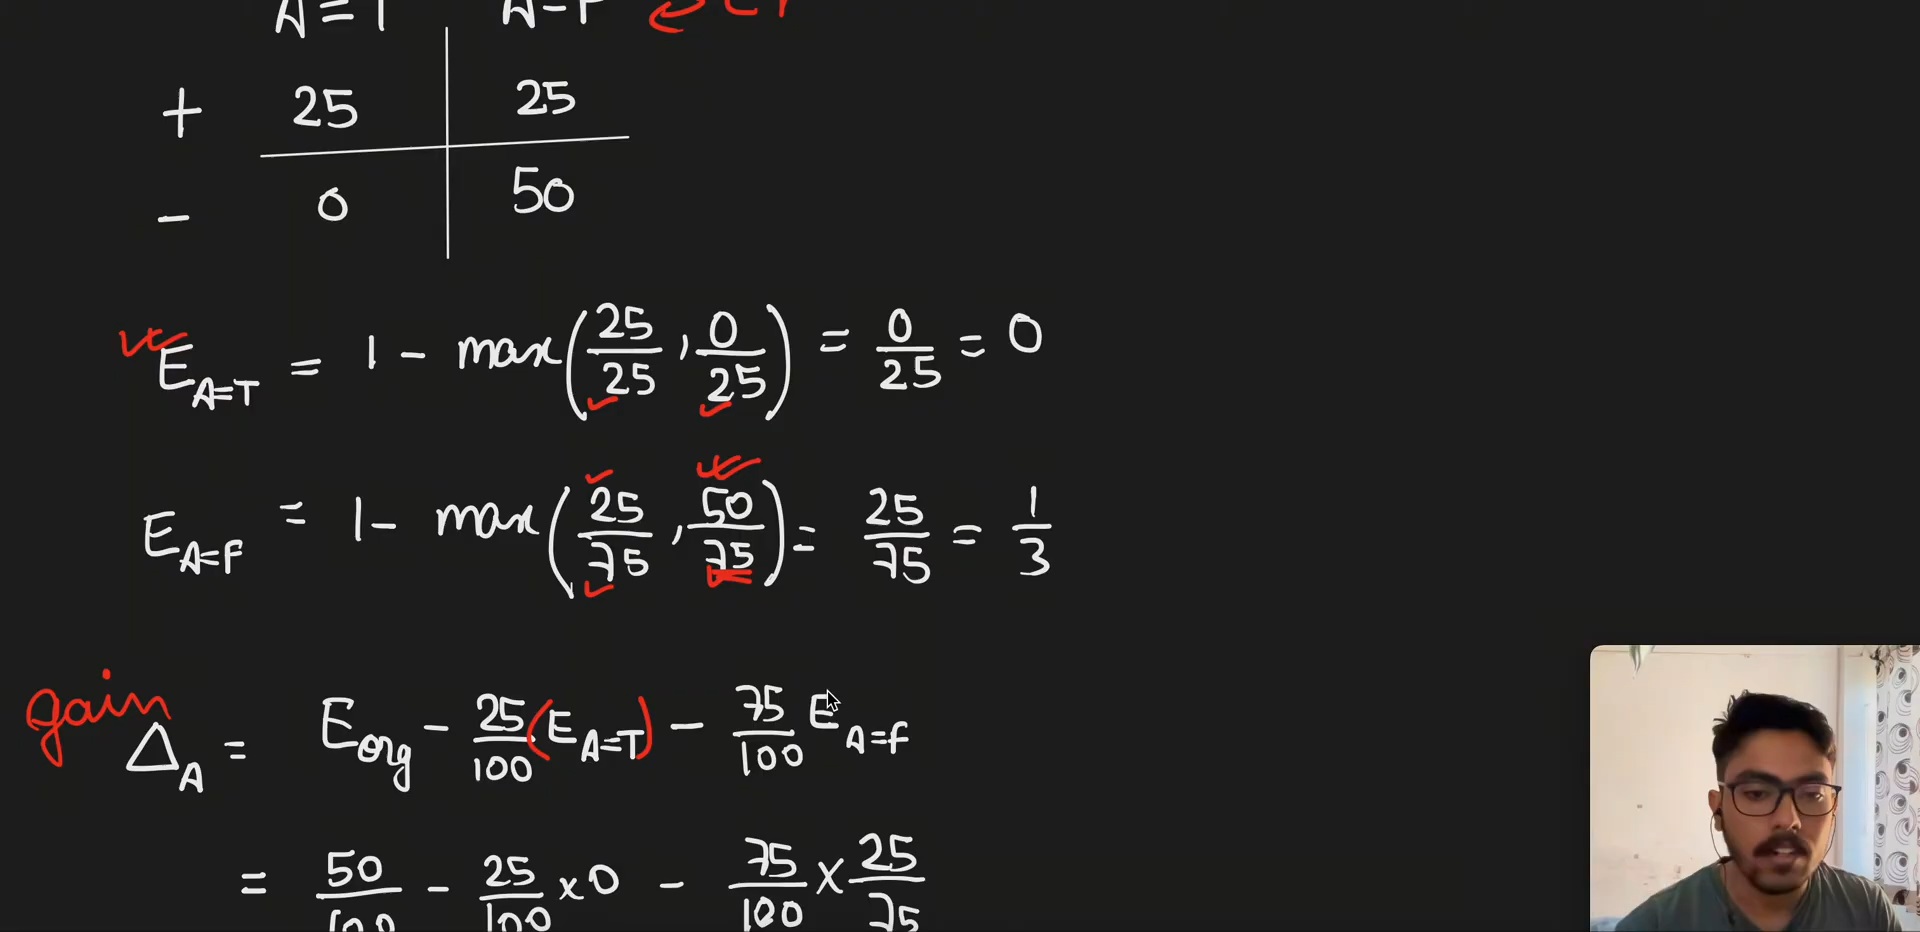 A = T A = F
+ 25 25
- 0 50
E_{A=T} = 1 - max(25/25, 0/25) = 0/25 = 0
E_{A=F} = 1 - max(25/75, 50/75) = 25/75 = 1/3
gain
Δ_A = E_org - 25/100 (E_{A=T}) - 75/100 E_{A=F}
= 50/100 - 25/100 × 0 - 75/100 × 25/75